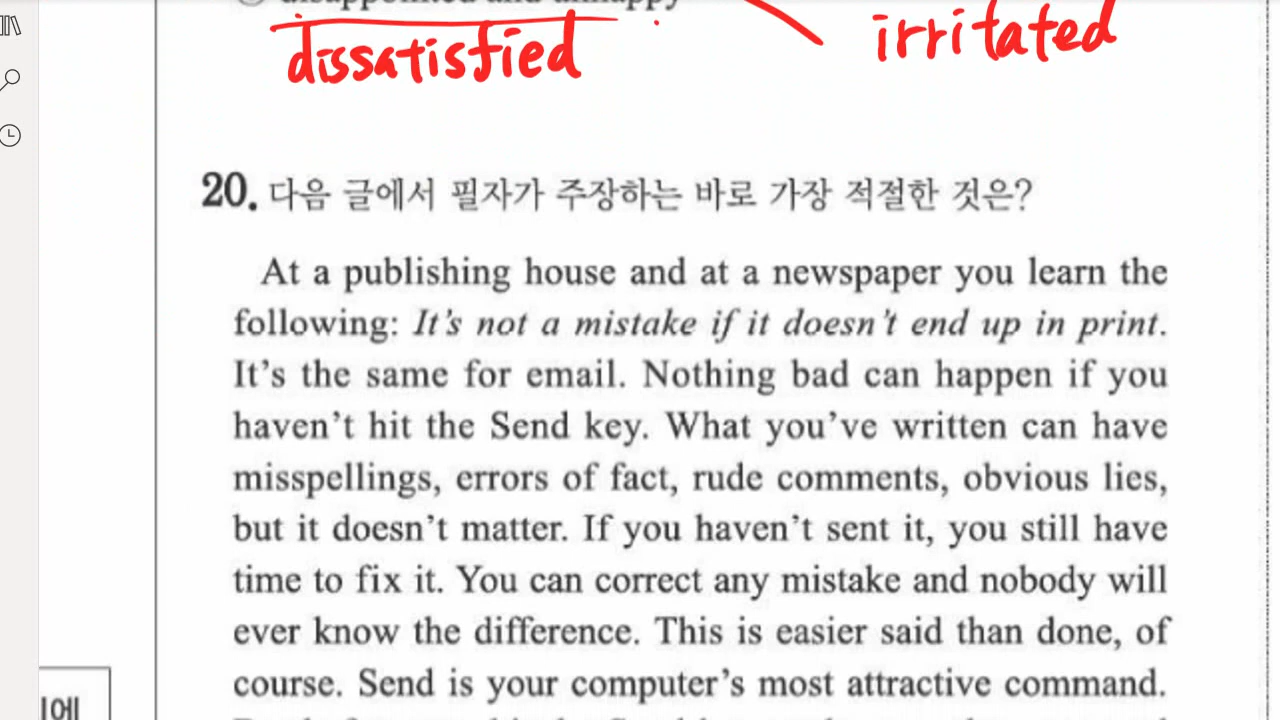 dissatisfied irritated
20. 다음 글에서 필자가 주장하는 바로 가장 적절한 것은?
At a publishing house and at a newspaper you learn the
following: It's not a mistake if it doesn't end up in print.
It's the same for email. Nothing bad can happen if you
haven't hit the Send key. What you've written can have
misspellings, errors of fact, rude comments, obvious lies,
but it doesn't matter. If you haven't sent it, you still have
time to fix it. You can correct any mistake and nobody will
ever know the difference. This is easier said than done, of
course. Send is your computer's most attractive command.